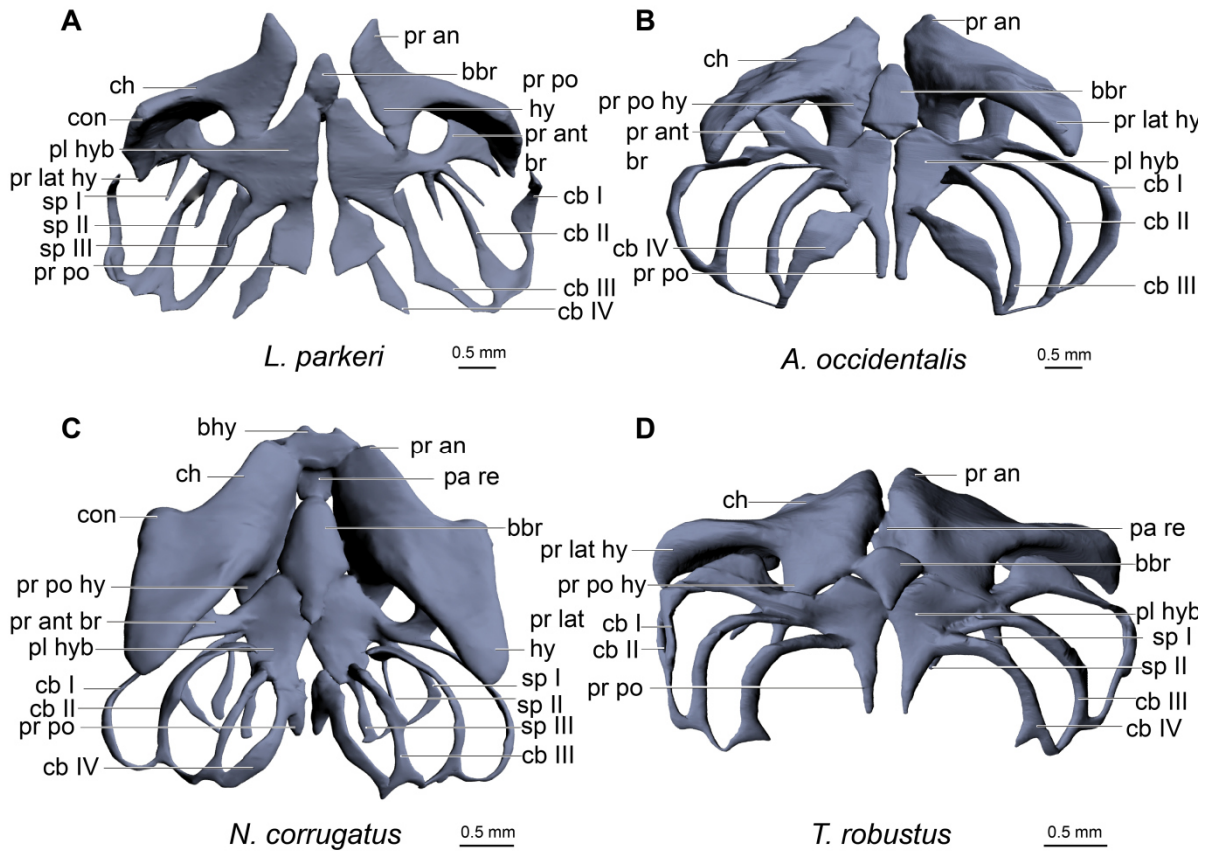 A
pr an
ch
bbr
pr po
hy
con
pr ant
br
pl hyb
pr lat hy
sp I
cb I
sp II
cb II
sp III
pr po
cb III
cb IV
L. parkeri
0.5 mm
B
pr an
ch
pr po hy
bbr
pr ant
br
pr lat hy
pl hyb
cb I
cb II
cb IV
pr po
cb III
A. occidentalis
0.5 mm
C
bhy
pr an
ch
pa re
con
bbr
pr po hy
pr ant br
pr lat
hy
pl hyb
cb I
sp I
cb II
sp II
pr po
sp III
cb III
cb IV
N. corrugatus
0.5 mm
D
pr an
ch
pa re
pr lat hy
bbr
pr po hy
cb I
pl hyb
cb II
sp I
sp II
pr po
cb III
cb IV
T. robustus
0.5 mm